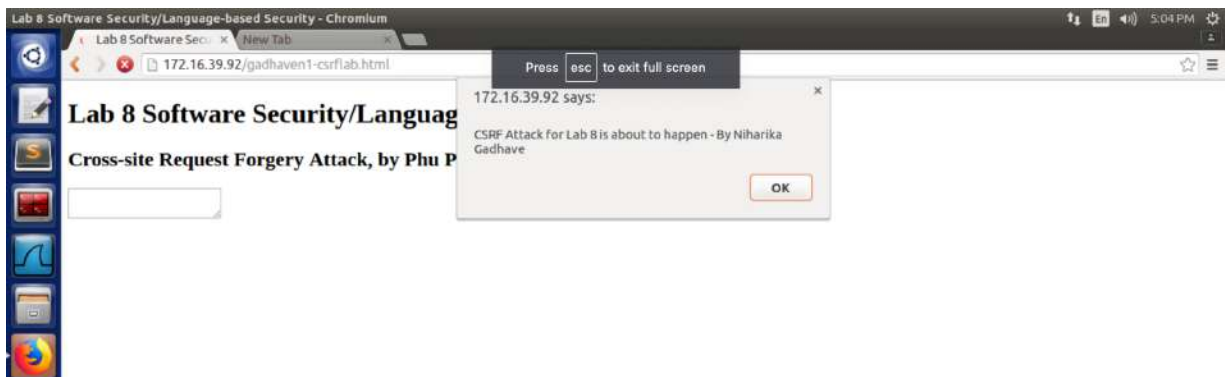 Lab 8 Software Security/Language-based Security - Chromium
En
5:04 PM
Lab 8 Software Secu
New Tab
172.16.39.92/gadhaven1-csrflab.html
Press esc to exit full screen
172.16.39.92 says:
CSRF Attack for Lab 8 is about to happen - By Niharika
Gadhave
OK
Lab 8 Software Security/Languag
Cross-site Request Forgery Attack, by Phu P